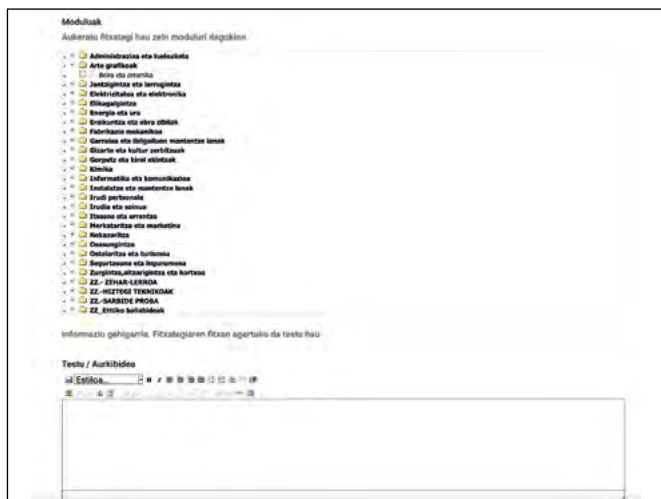 Moduluak
Aukeratu fitxategi hau zein moduluri dagokion
Administrazioa eta kudeaketa
Arte grafikoak
Beira eta zeramika
Jantzigintza eta larrugintza
Elektrizitatea eta elektronika
Elikagaigintza
Energia eta ura
Eraikuntza eta obra zibilak
Fabrikazio mekanikoa
Garraioa eta ibilgailuen mantentze lanak
Gizarte eta kultur zerbitzuak
Gorputz eta kirol ekintzak
Kimika
Informatika eta komunikazioa
Instalatze eta mantentze lanak
Irudi pertsonala
Irudia eta soinua
Itsasoa eta arrantza
Merkataritza eta marketina
Nekazaritza
Osasungintza
Ostalaritza eta turismoa
Segurtasuna eta ingurumena
Zurgintza,altzarigintza eta kortxoa
ZZ.- ZEHAR-LERROA
ZZ.-HIZTEGI TEKNIKOAK
ZZ.-SARBIDE PROBA
ZZ_Erniko baliabideak
Informazio gehigarria. Fitxategiaren fitxan agertuko da testu hau
Testu / Aurkibidea
Estiloa...